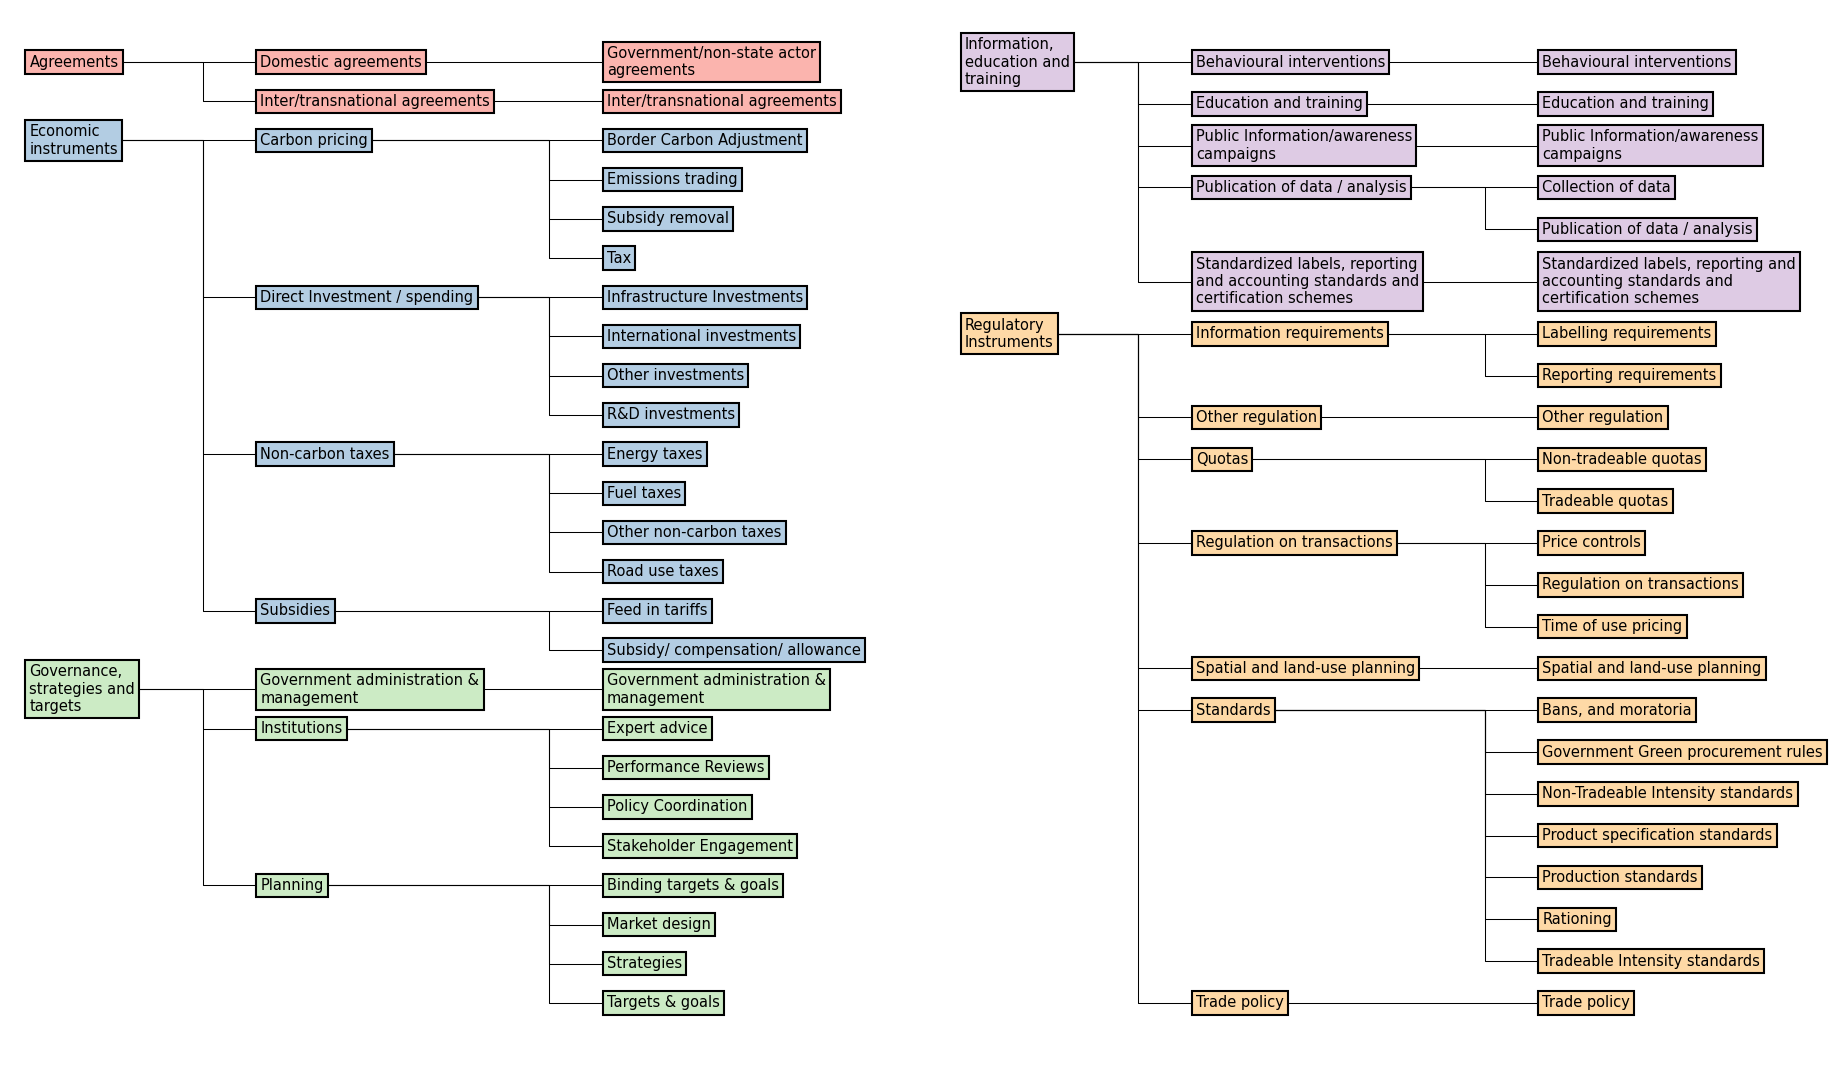 Agreements
Domestic agreements
Government/non-state actor
agreements
Inter/transnational agreements
Inter/transnational agreements
Economic
instruments
Carbon pricing
Border Carbon Adjustment
Emissions trading
Subsidy removal
Tax
Direct Investment / spending
Infrastructure Investments
International investments
Other investments
R&D investments
Non-carbon taxes
Energy taxes
Fuel taxes
Other non-carbon taxes
Road use taxes
Subsidies
Feed in tariffs
Subsidy/ compensation/ allowance
Governance,
strategies and
targets
Government administration &
management
Government administration &
management
Institutions
Expert advice
Performance Reviews
Policy Coordination
Stakeholder Engagement
Planning
Binding targets & goals
Market design
Strategies
Targets & goals
Information,
education and
training
Behavioural interventions
Behavioural interventions
Education and training
Education and training
Public Information/awareness
campaigns
Public Information/awareness
campaigns
Publication of data / analysis
Collection of data
Publication of data / analysis
Standardized labels, reporting
and accounting standards and
certification schemes
Standardized labels, reporting and
accounting standards and
certification schemes
Regulatory
Instruments
Information requirements
Labelling requirements
Reporting requirements
Other regulation
Other regulation
Quotas
Non-tradeable quotas
Tradeable quotas
Regulation on transactions
Price controls
Regulation on transactions
Time of use pricing
Spatial and land-use planning
Spatial and land-use planning
Standards
Bans, and moratoria
Government Green procurement rules
Non-Tradeable Intensity standards
Product specification standards
Production standards
Rationing
Tradeable Intensity standards
Trade policy
Trade policy